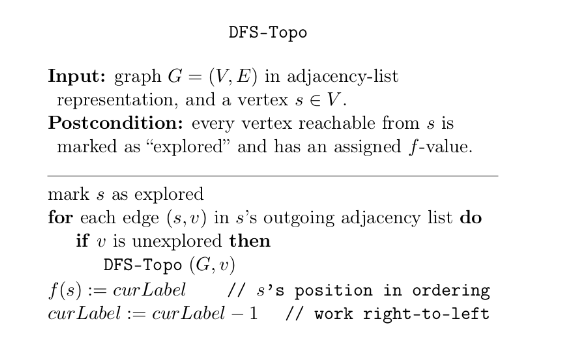 DFS-Topo
Input: graph G = (V, E) in adjacency-list
representation, and a vertex s ∈ V.
Postcondition: every vertex reachable from s is
marked as “explored” and has an assigned f-value.
mark s as explored
for each edge (s, v) in s's outgoing adjacency list do
if v is unexplored then
DFS-Topo (G, v)
f(s) := curLabel // s's position in ordering
curLabel := curLabel − 1 // work right-to-left